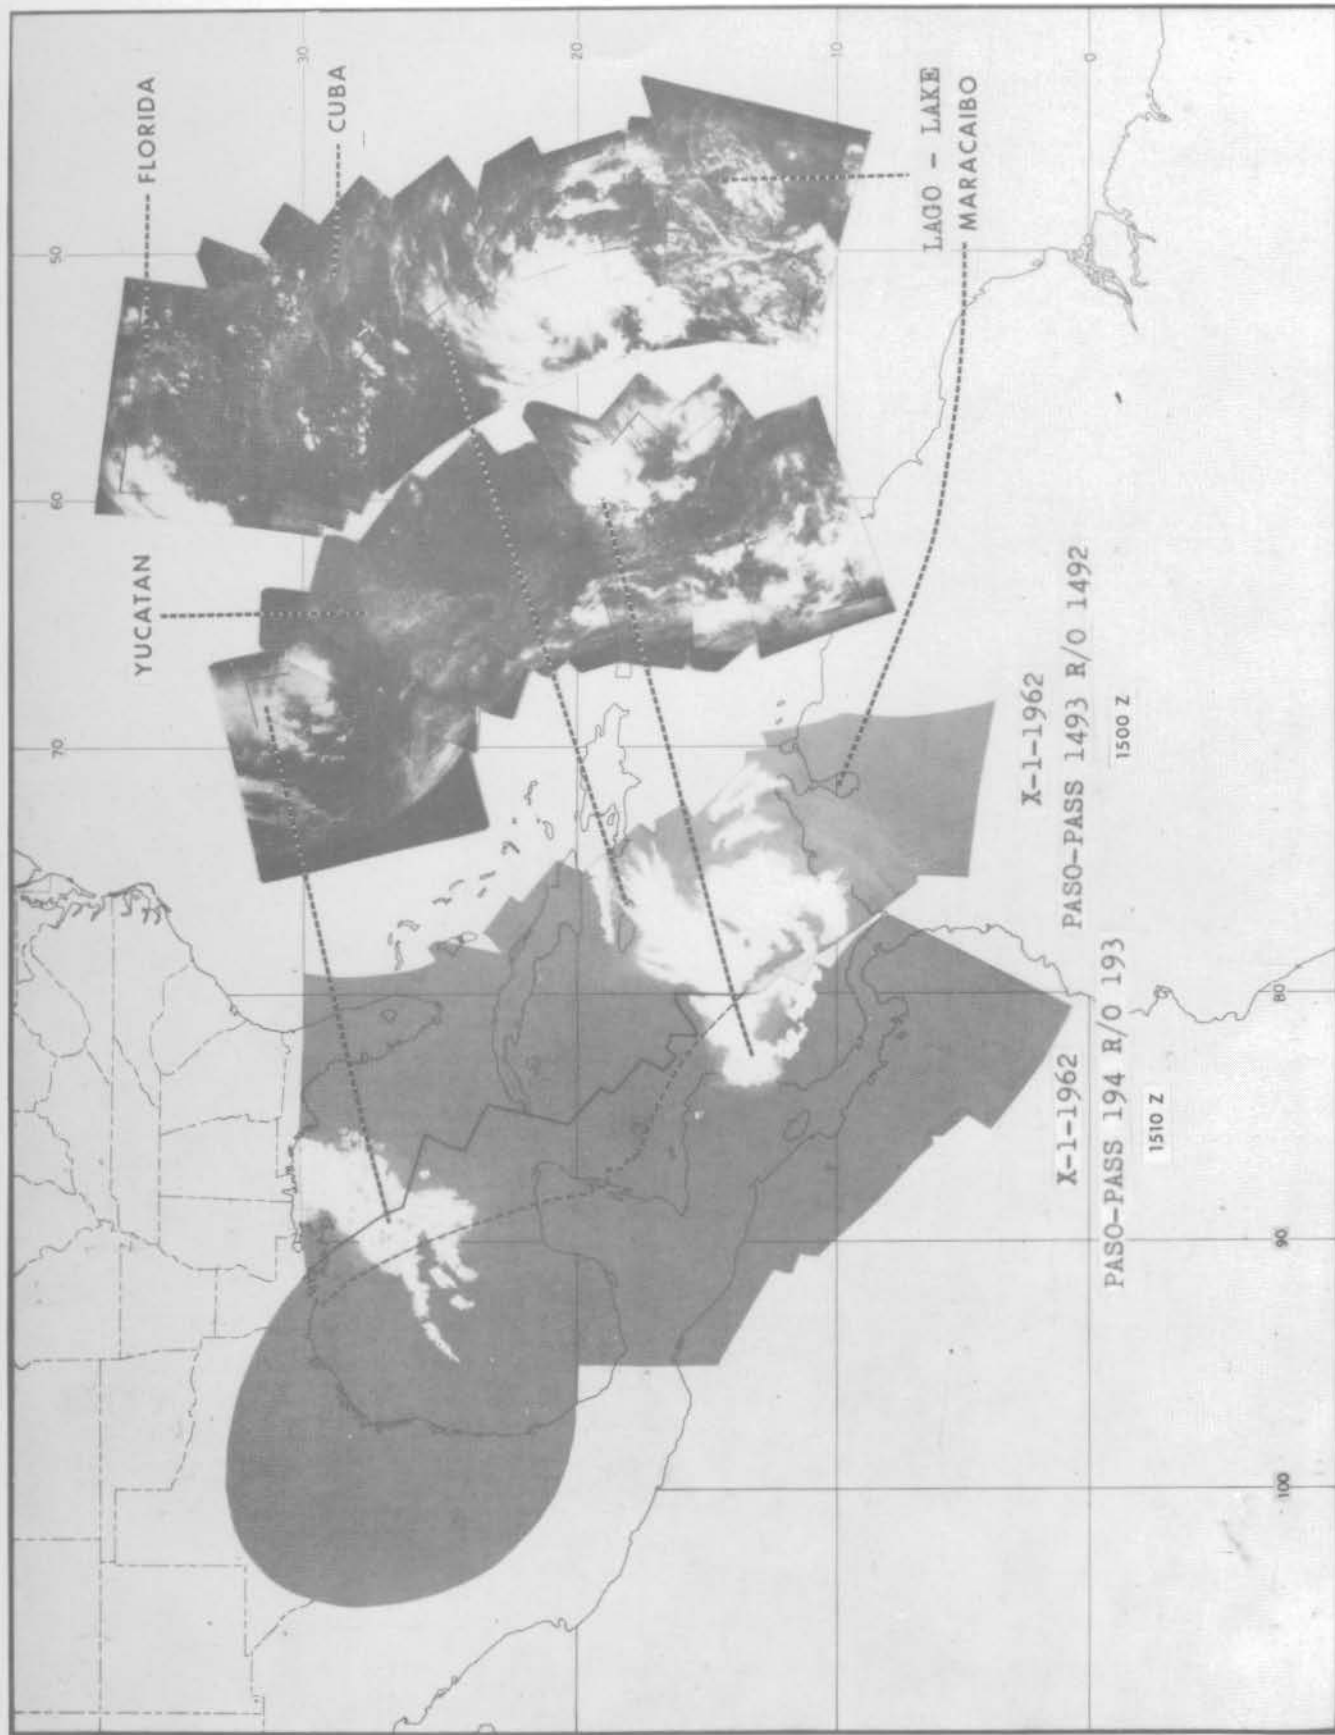 FLORIDA
CUBA
YUCATAN
LAGO - LAKE
MARACAIBO
30
20
10
0
50
60
70
80
90
100
X-1-1962
PASO-PASS 1493 R/O 1492
1500 Z
X-1-1962
PASO-PASS 194 R/O 193
1510 Z